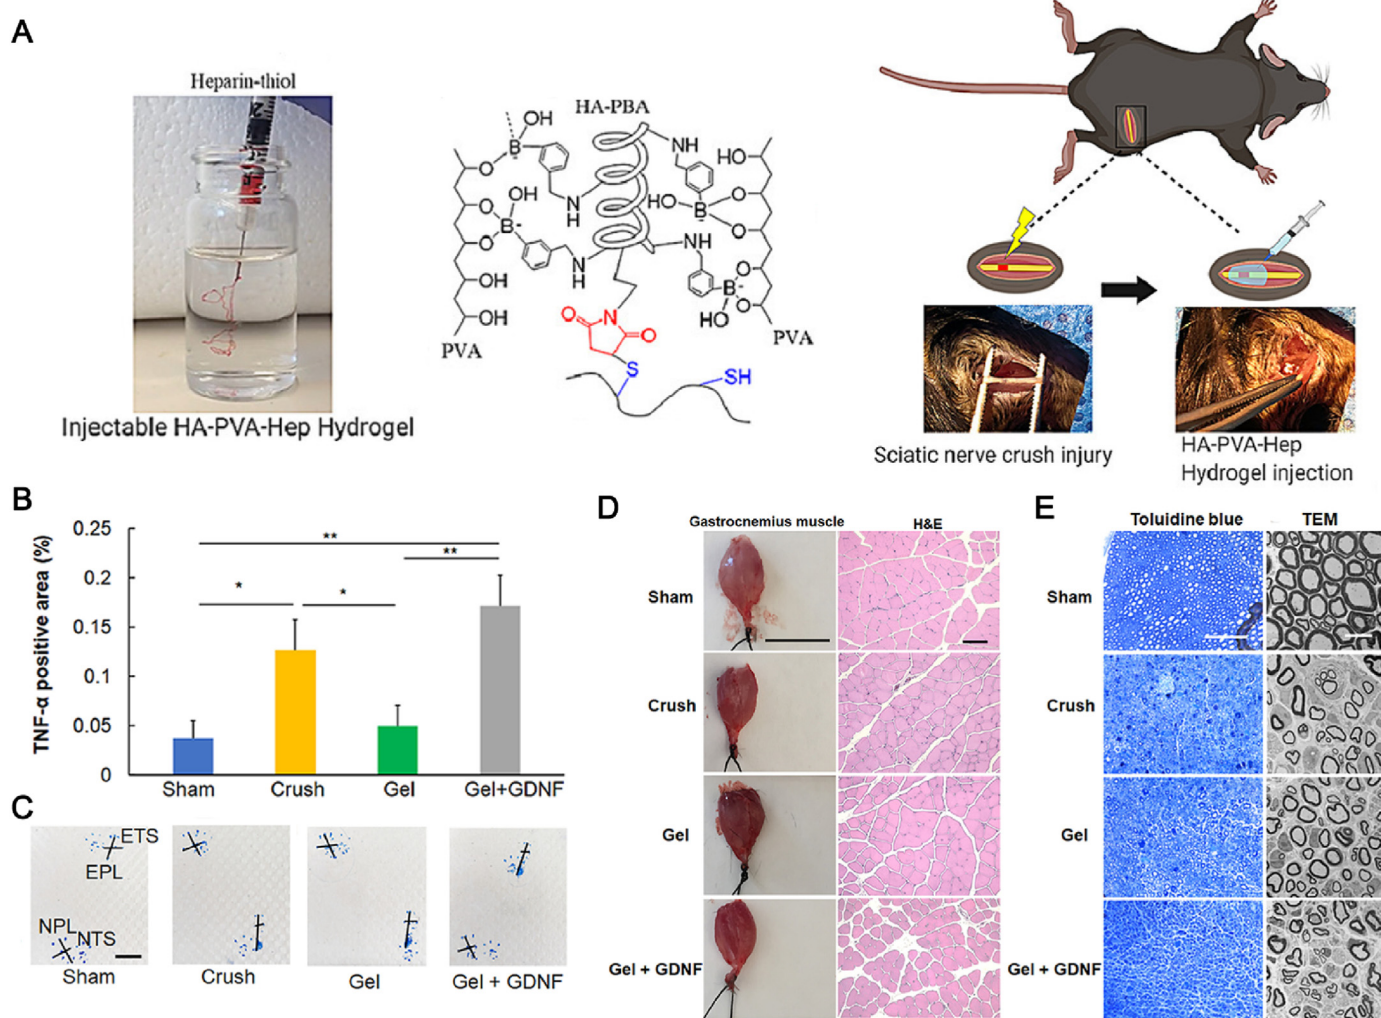 A
Heparin-thiol
Injectable HA-PVA-Hep Hydrogel
HA-PBA
OH
B
-
O
OH
O
B
-
O
OH
OH
PVA
N
H
N
H
NH
NH
HO
HO
B
-
O
O
B
-
O
O
HO
PVA
O
N
O
S
SH
Sciatic nerve crush injury
HA-PVA-Hep
Hydrogel injection
B
TNF-α positive area (%)
0.25
0.2
0.15
0.1
0.05
0
**
**
*
*
Sham
Crush
Gel
Gel+GDNF
C
ETS
EPL
NPL
NTS
Sham
Crush
Gel
Gel + GDNF
D
Gastrocnemius muscle
H&E
Sham
Crush
Gel
Gel + GDNF
E
Toluidine blue
TEM
Sham
Crush
Gel
Gel + GDNF